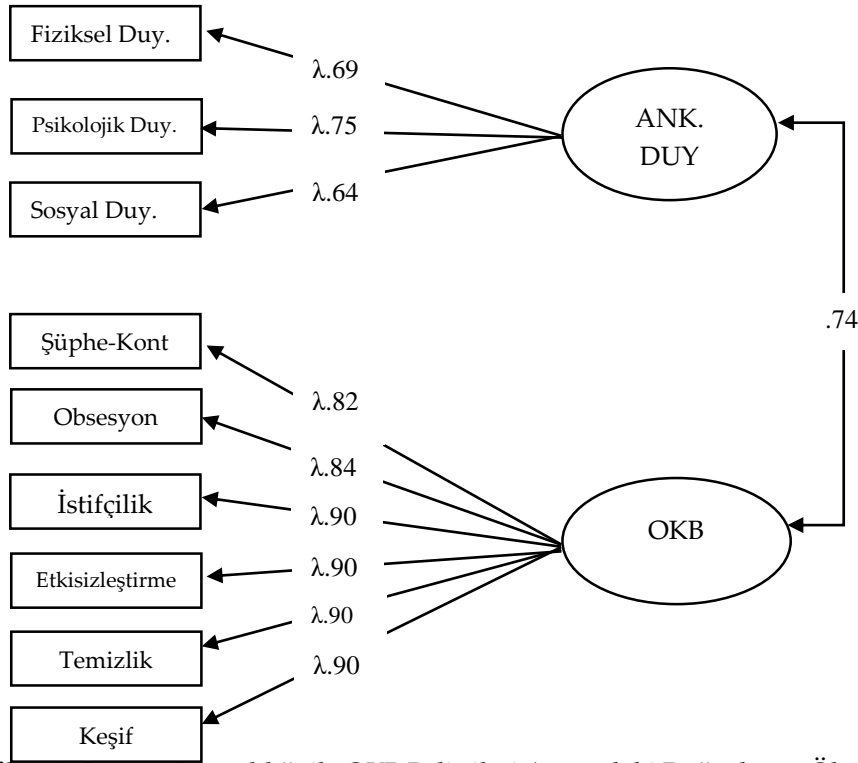 Fiziksel Duy.
λ.69
Psikolojik Duy.
λ.75
Sosyal Duy.
λ.64
ANK.
DUY
.74
Şüphe-Kont
λ.82
Obsesyon
λ.84
İstifçilik
λ.90
Etkisizleştirme
λ.90
Temizlik
λ.90
Keşif
λ.90
OKB